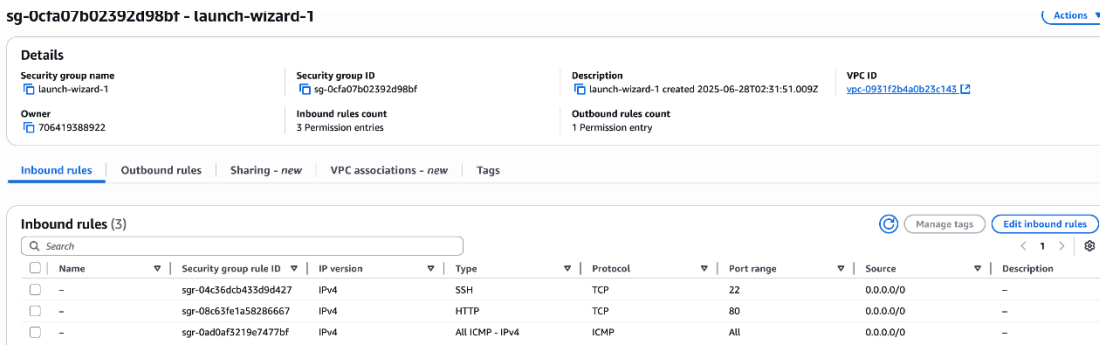 sg-0cfa07b02392d98bf - launch-wizard-1
Actions
Details
Security group name
launch-wizard-1
Security group ID
sg-0cfa07b02392d98bf
Description
launch-wizard-1 created 2025-06-28T02:31:51.009Z
VPC ID
vpc-0931f2b4a0b23c143
Owner
706419388922
Inbound rules count
3 Permission entries
Outbound rules count
1 Permission entry
Inbound rules Outbound rules Sharing - new VPC associations - new Tags
Inbound rules (3)
Manage tags Edit inbound rules
Search
1
Name Security group rule ID IP version Type Protocol Port range Source Description
– sgr-04c36dcb433d9d427 IPv4 SSH TCP 22 0.0.0.0/0 –
– sgr-08c63fe1a58286667 IPv4 HTTP TCP 80 0.0.0.0/0 –
– sgr-0ad0af3219e7477bf IPv4 All ICMP - IPv4 ICMP All 0.0.0.0/0 –